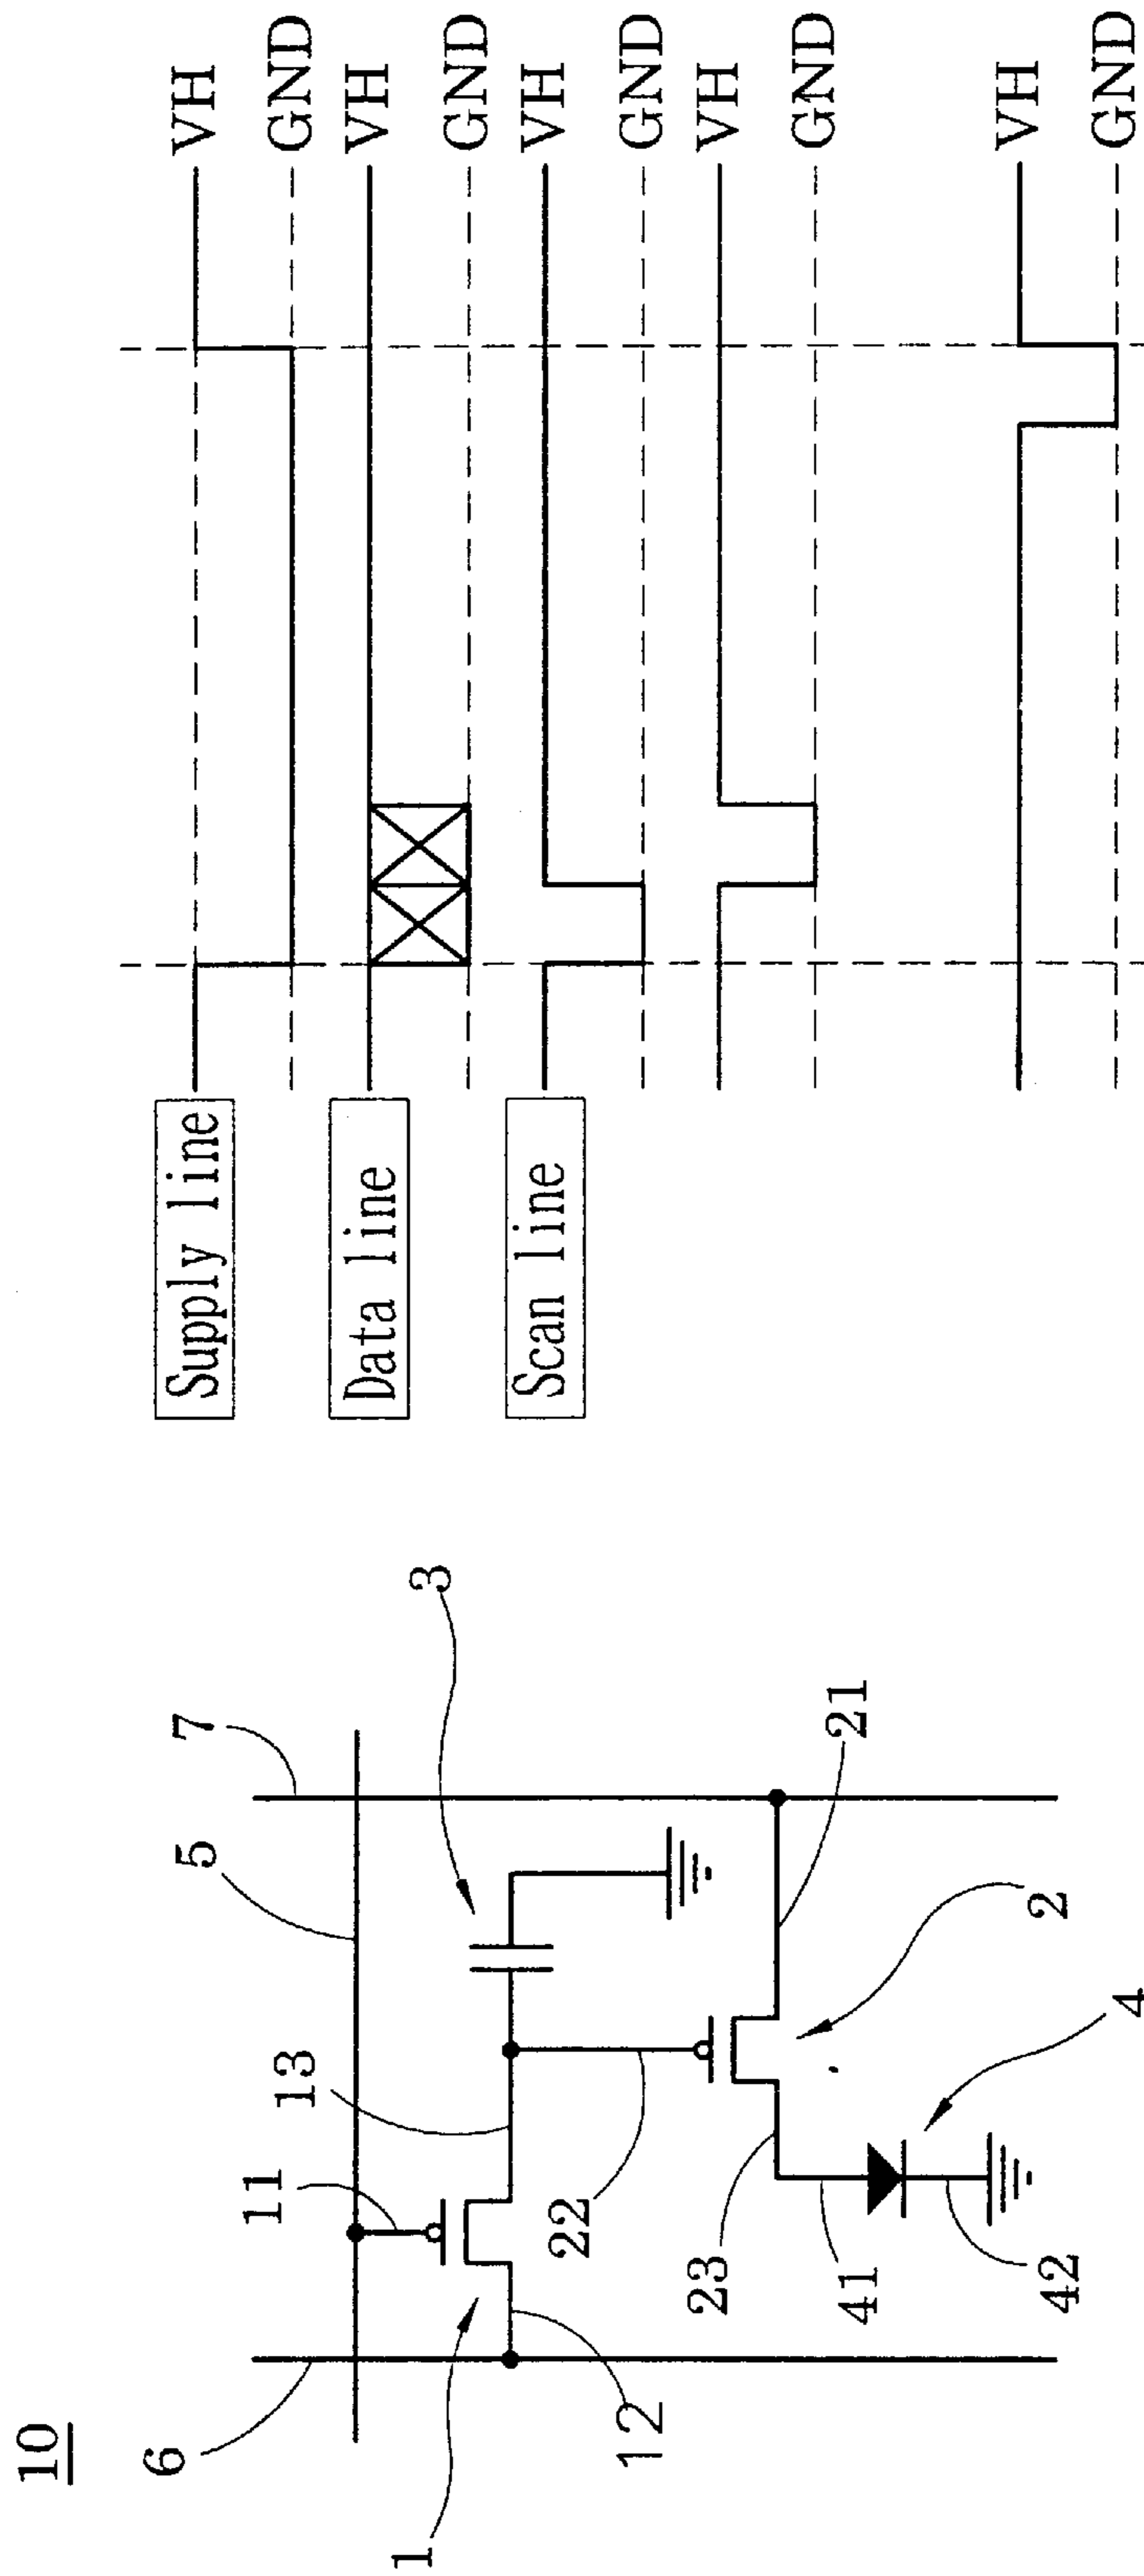 10
6
5
7
11
13
3
1
12
22
21
23
2
41
4
42
Supply line
VH
GND
Data line
VH
GND
Scan line
VH
GND
VH
GND
VH
GND